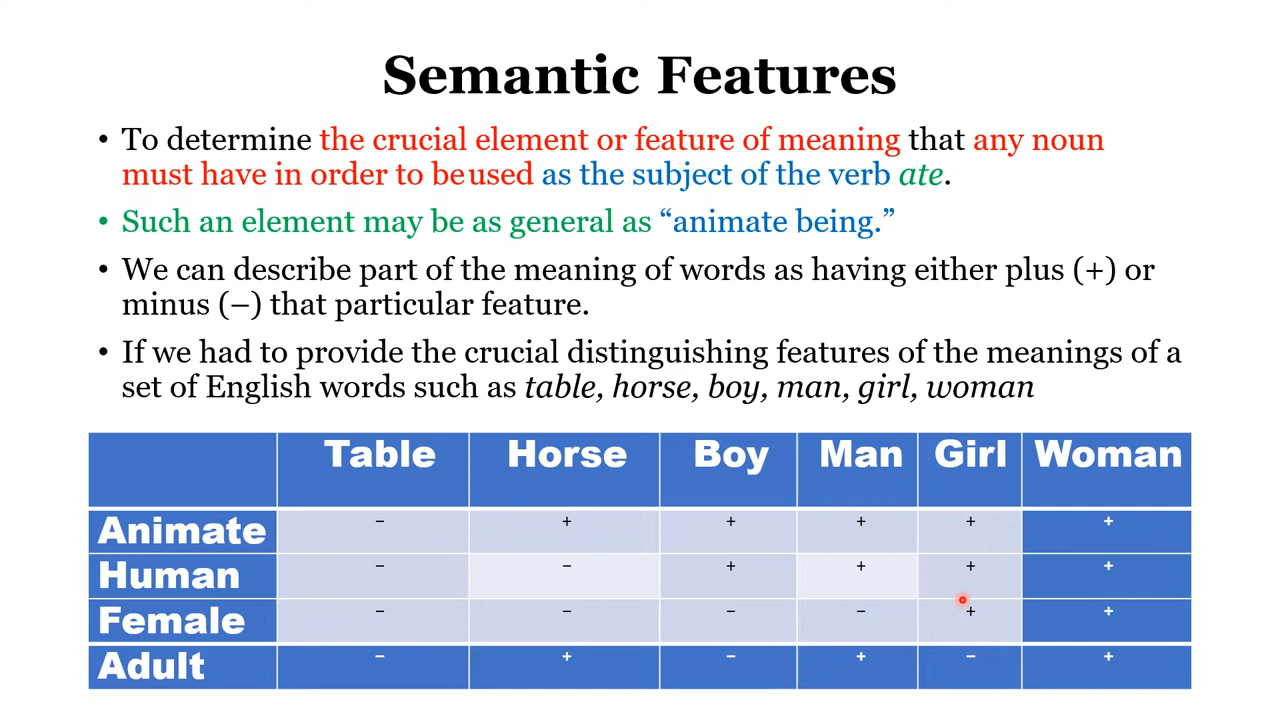 Semantic Features
• To determine the crucial element or feature of meaning that any noun
must have in order to be used as the subject of the verb ate.
• Such an element may be as general as “animate being.”
• We can describe part of the meaning of words as having either plus (+) or
minus (–) that particular feature.
• If we had to provide the crucial distinguishing features of the meanings of a
set of English words such as table, horse, boy, man, girl, woman
Table Horse Boy Man Girl Woman
Animate – + + + + +
Human – – + + + +
Female – – – – + +
Adult – + – + – +